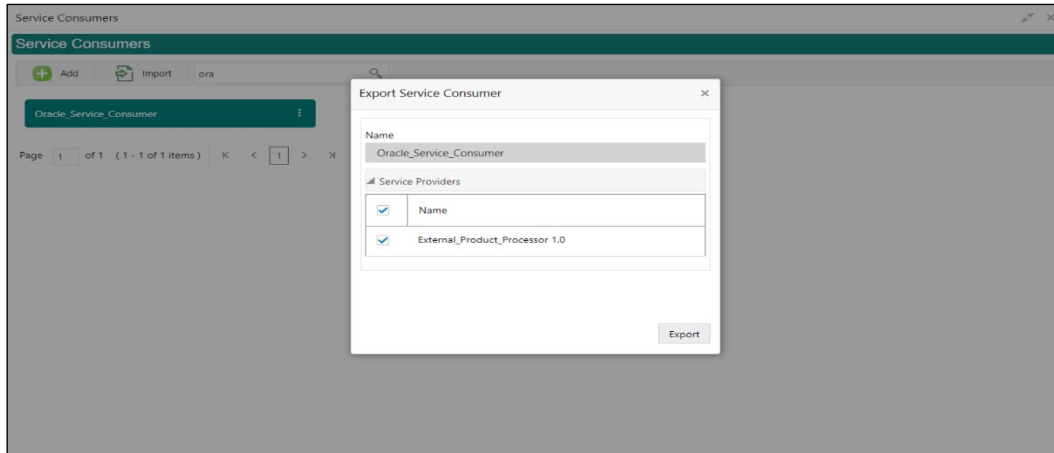 Service Consumers
Service Consumers
Add Import ora
Oracle_Service_Consumer
Page 1 of 1 (1 - 1 of 1 items) K < 1 > >|
Export Service Consumer ×
Name
Oracle_Service_Consumer
Service Providers
Name
External_Product_Processor 1.0
Export